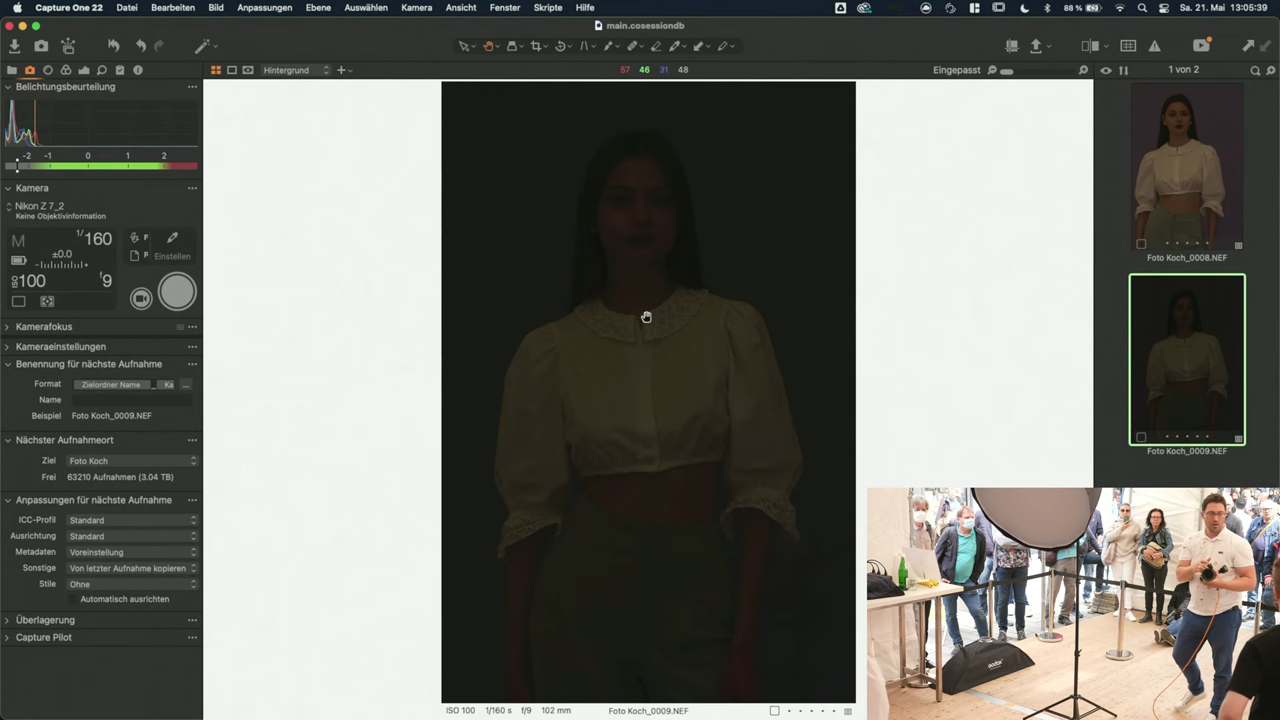 Capture One 22 Datei Bearbeiten Bild Anpassungen Ebene Auswählen Kamera Ansicht Fenster Skripte Hilfe 88 % Sa. 21. Mai 13:05:39
main.cosessiondb
Hintergrund 57 46 31 48 Eingepasst 1 von 2
Belichtungsbeurteilung
-2 -1 0 1 2
Kamera
Nikon Z 7_2
Keine Objektivinformation
M 1/160 F
±0.0 F Einstellen
ISO 100 f9
Foto Koch_0008.NEF
Kamerafokus
Kameraeinstellungen
Benennung für nächste Aufnahme
Format Zielordner Name _ Ka ...
Name
Beispiel Foto Koch_0009.NEF
Nächster Aufnahmeort
Ziel Foto Koch
Frei 63210 Aufnahmen (3.04 TB)
Foto Koch_0009.NEF
Anpassungen für nächste Aufnahme
ICC-Profil Standard
Ausrichtung Standard
Metadaten Voreinstellung
Sonstige Von letzter Aufnahme kopieren
Stile Ohne
Automatisch ausrichten
Überlagerung
Capture Pilot
Godox
ISO 100 1/160 s f/9 102 mm Foto Koch_0009.NEF